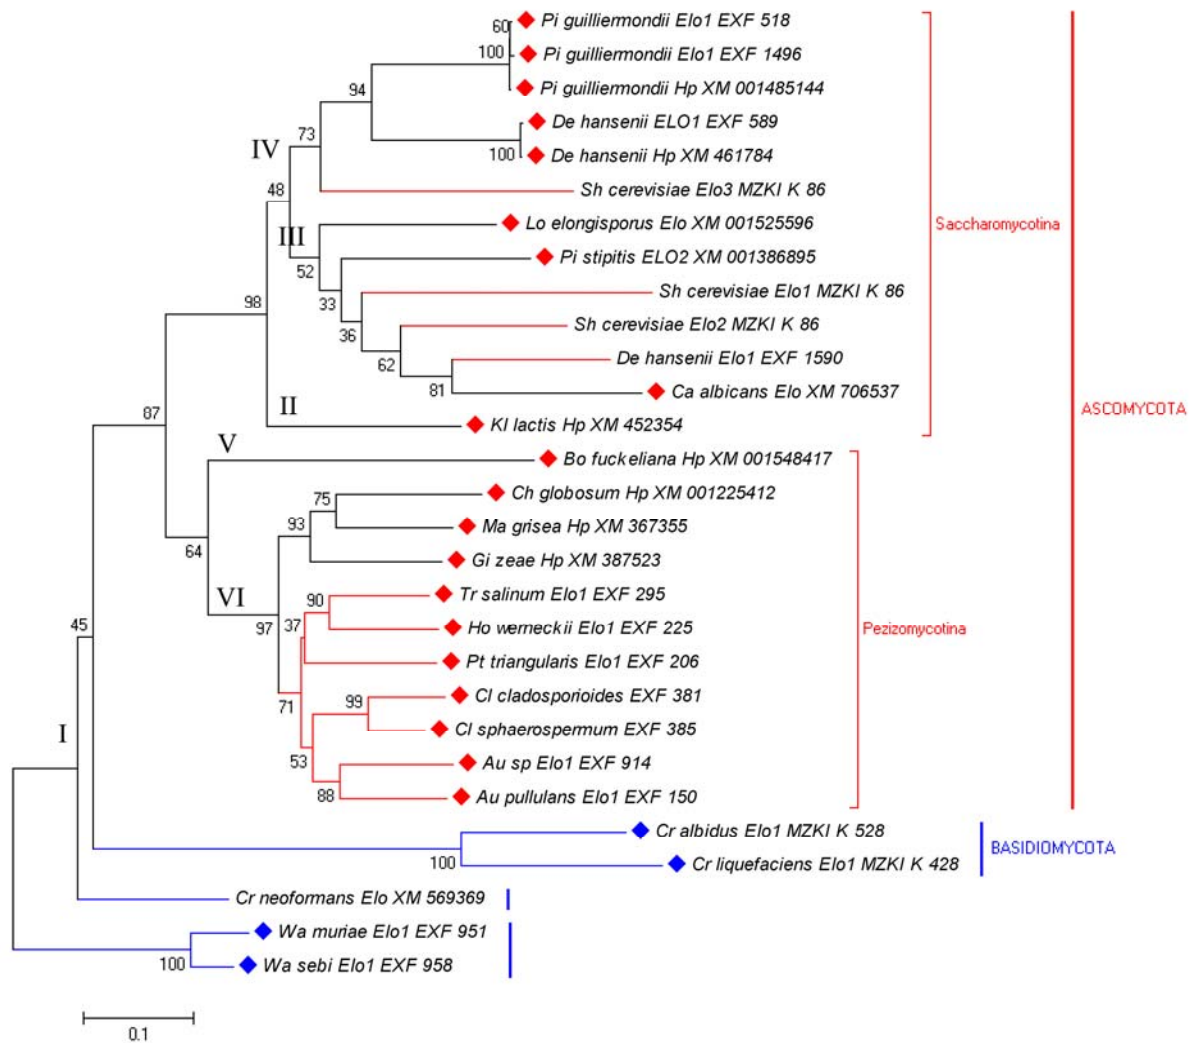 60
Pi guilliermondii Elo1 EXF 518
100
Pi guilliermondii Elo1 EXF 1496
Pi guilliermondii Hp XM 001485144
94
De hansenii ELO1 EXF 589
73
100
De hansenii Hp XM 461784
IV
48
Sh cerevisiae Elo3 MZKI K 86
Lo elongisporus Elo XM 001525596
Saccharomycotina
III
52
Pi stipitis ELO2 XM 001386895
33
Sh cerevisiae Elo1 MZKI K 86
98
36
Sh cerevisiae Elo2 MZKI K 86
62
De hansenii Elo1 EXF 1590
81
Ca albicans Elo XM 706537
ASCOMYCOTA
II
87
Kl lactis Hp XM 452354
V
Bo fuckeliana Hp XM 001548417
75
Ch globosum Hp XM 001225412
93
Ma grisea Hp XM 367355
64
Gi zeae Hp XM 387523
VI
90
Tr salinum Elo1 EXF 295
45
97
37
Ho werneckii Elo1 EXF 225
Pezizomycotina
Pt triangularis Elo1 EXF 206
71
99
Cl cladosporioides EXF 381
I
Cl sphaerospermum EXF 385
53
Au sp Elo1 EXF 914
88
Au pullulans Elo1 EXF 150
Cr albidus Elo1 MZKI K 528
BASIDIOMYCOTA
100
Cr liquefaciens Elo1 MZKI K 428
Cr neoformans Elo XM 569369
Wa muriae Elo1 EXF 951
100
Wa sebi Elo1 EXF 958
0.1